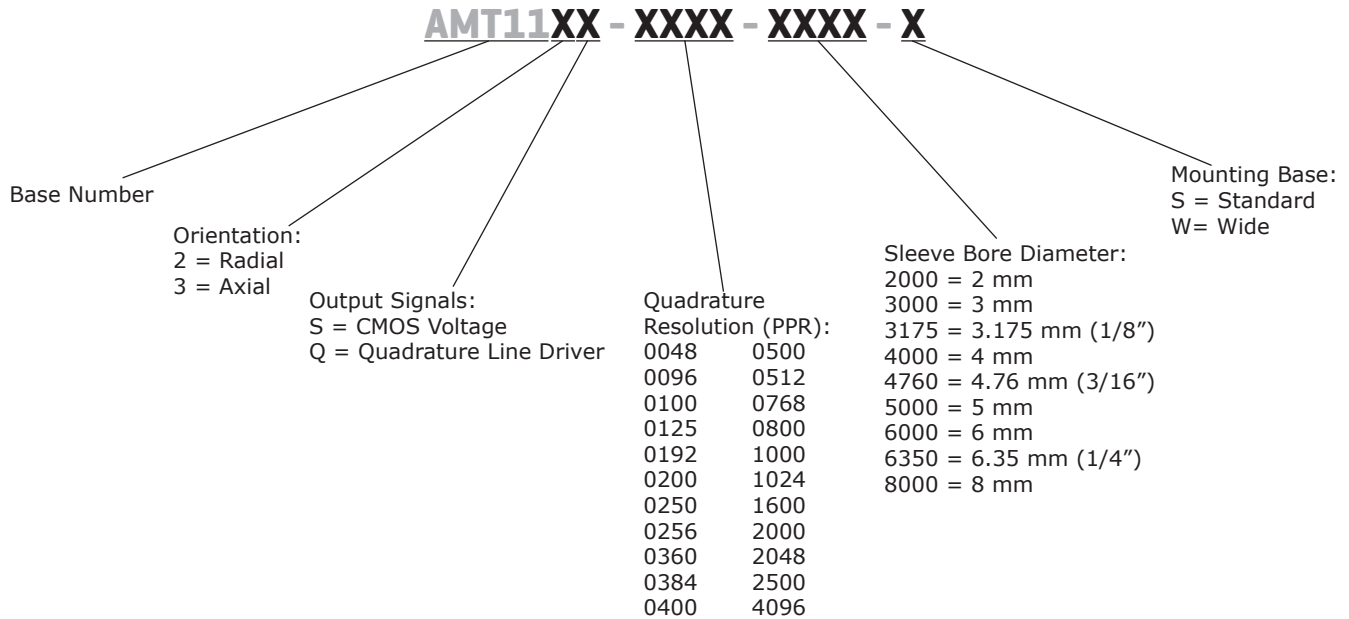 AMT11XX - XXXX - XXXX - X
Base Number
Orientation:
2 = Radial
3 = Axial
Output Signals:
S = CMOS Voltage
Q = Quadrature Line Driver
Quadrature
Resolution (PPR):
0048 0500
0096 0512
0100 0768
0125 0800
0192 1000
0200 1024
0250 1600
0256 2000
0360 2048
0384 2500
0400 4096
Sleeve Bore Diameter:
2000 = 2 mm
3000 = 3 mm
3175 = 3.175 mm (1/8”)
4000 = 4 mm
4760 = 4.76 mm (3/16”)
5000 = 5 mm
6000 = 6 mm
6350 = 6.35 mm (1/4”)
8000 = 8 mm
Mounting Base:
S = Standard
W= Wide